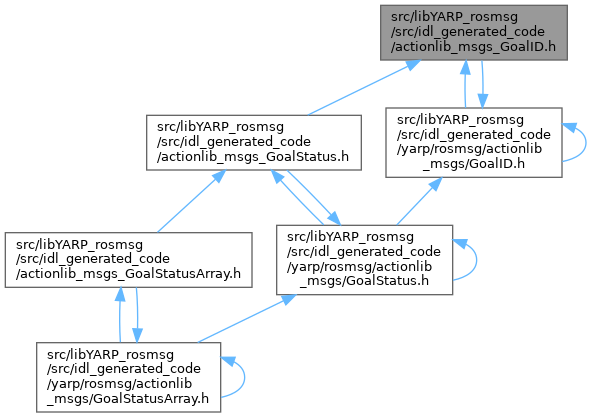 src/libYARP_rosmsg
/src/idl_generated_code
/actionlib_msgs_GoalID.h
src/libYARP_rosmsg
/src/idl_generated_code
/actionlib_msgs_GoalStatus.h
src/libYARP_rosmsg
/src/idl_generated_code
/yarp/rosmsg/actionlib
_msgs/GoalID.h
src/libYARP_rosmsg
/src/idl_generated_code
/actionlib_msgs_GoalStatusArray.h
src/libYARP_rosmsg
/src/idl_generated_code
/yarp/rosmsg/actionlib
_msgs/GoalStatus.h
src/libYARP_rosmsg
/src/idl_generated_code
/yarp/rosmsg/actionlib
_msgs/GoalStatusArray.h